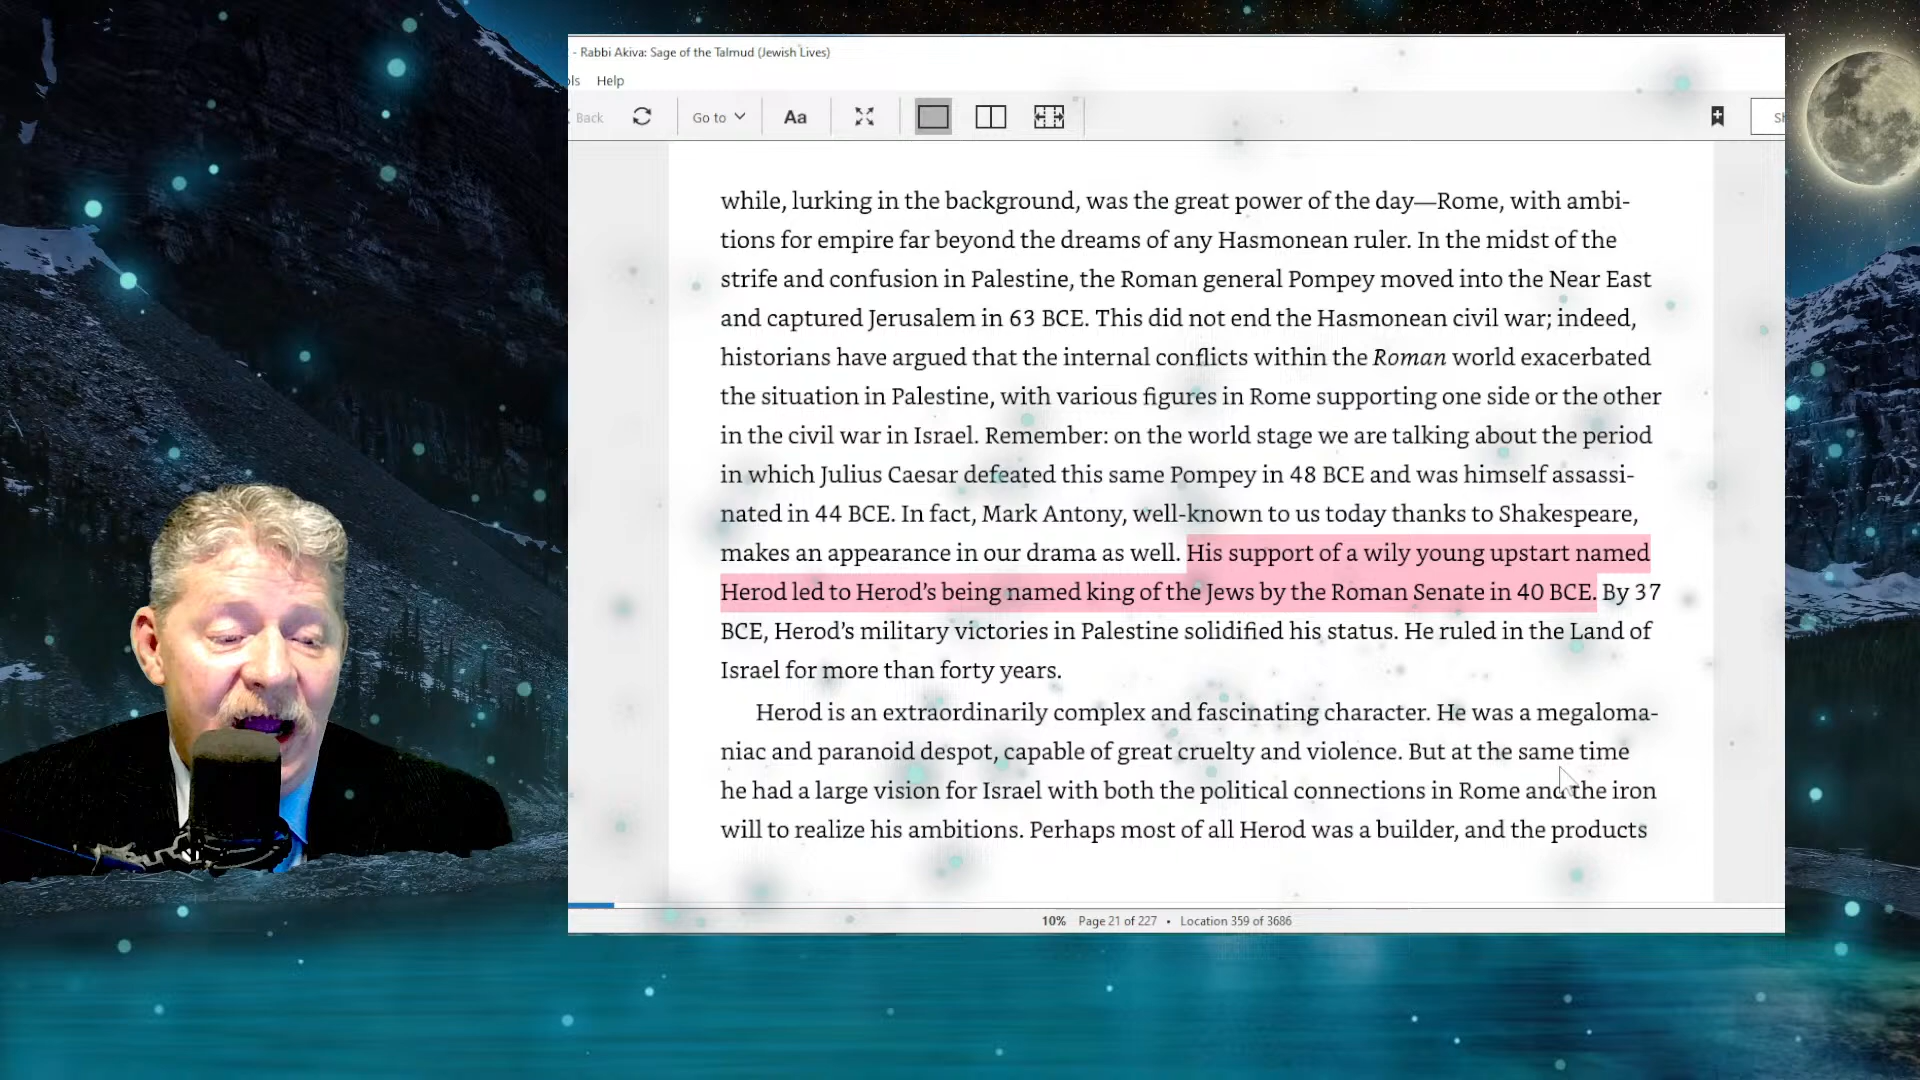 - Rabbi Akiva: Sage of the Talmud (Jewish Lives)
ols Help
Back Go to Aa
while, lurking in the background, was the great power of the day—Rome, with ambi-
tions for empire far beyond the dreams of any Hasmonean ruler. In the midst of the
strife and confusion in Palestine, the Roman general Pompey moved into the Near East
and captured Jerusalem in 63 BCE. This did not end the Hasmonean civil war; indeed,
historians have argued that the internal conflicts within the Roman world exacerbated
the situation in Palestine, with various figures in Rome supporting one side or the other
in the civil war in Israel. Remember: on the world stage we are talking about the period
in which Julius Caesar defeated this same Pompey in 48 BCE and was himself assassi-
nated in 44 BCE. In fact, Mark Antony, well-known to us today thanks to Shakespeare,
makes an appearance in our drama as well. His support of a wily young upstart named
Herod led to Herod's being named king of the Jews by the Roman Senate in 40 BCE. By 37
BCE, Herod's military victories in Palestine solidified his status. He ruled in the Land of
Israel for more than forty years.
Herod is an extraordinarily complex and fascinating character. He was a megaloma-
niac and paranoid despot, capable of great cruelty and violence. But at the same time
he had a large vision for Israel with both the political connections in Rome and the iron
will to realize his ambitions. Perhaps most of all Herod was a builder, and the products
10% Page 21 of 227 • Location 359 of 3686